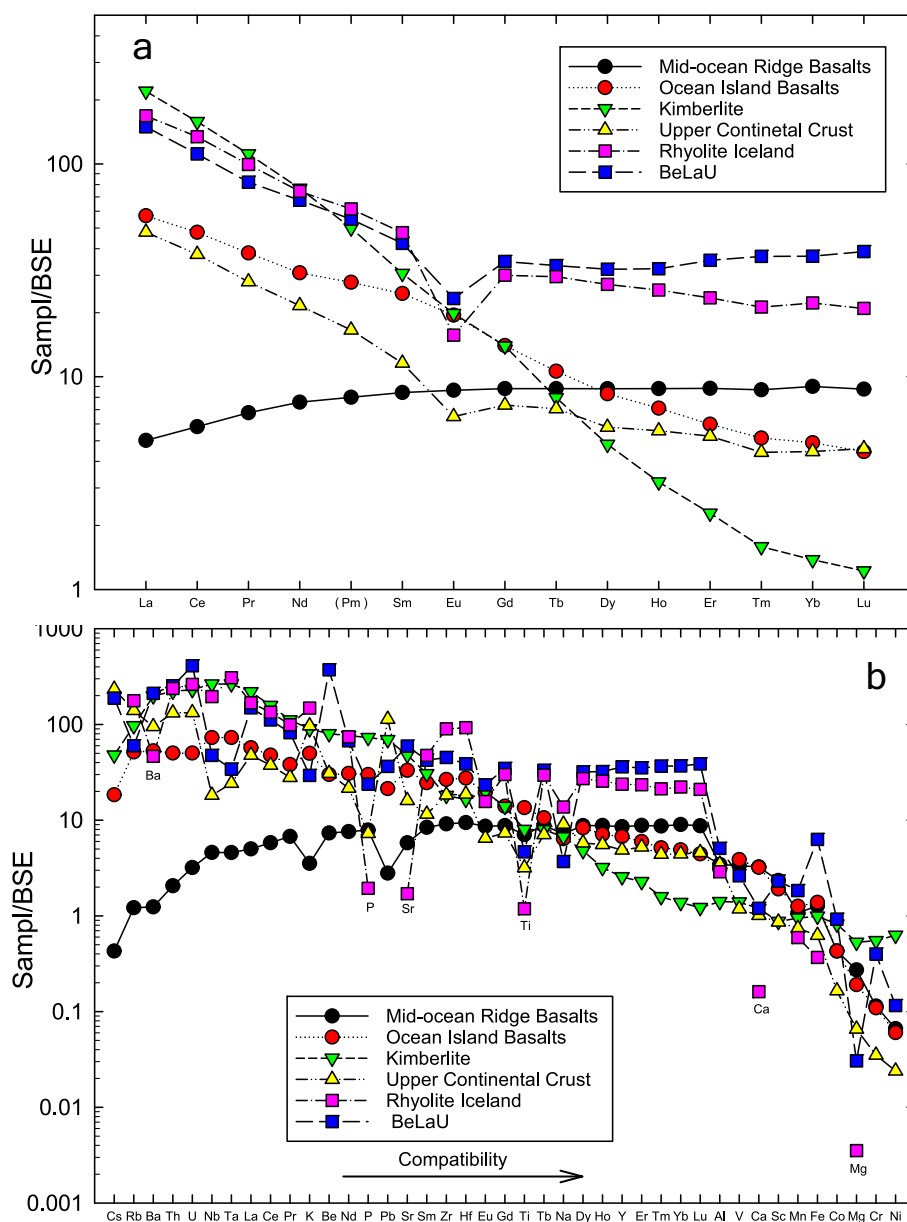 a
Mid-ocean Ridge Basalts
Ocean Island Basalts
Kimberlite
Upper Continetal Crust
Rhyolite Iceland
BeLaU
100
10
1
Sampl/BSE
La Ce Pr Nd (Pm) Sm Eu Gd Tb Dy Ho Er Tm Yb Lu
b
1000
100
10
1
0.1
0.01
0.001
Sampl/BSE
Ba
P
Sr
Ti
Ca
Mg
Mid-ocean Ridge Basalts
Ocean Island Basalts
Kimberlite
Upper Continental Crust
Rhyolite Iceland
BeLaU
Compatibility
Cs Rb Ba Th U Nb Ta La Ce Pr K Be Nd P Pb Sr Sm Zr Hf Eu Gd Ti Tb Na Dy Ho Y Er Tm Yb Lu Al V Ca Sc Mn Fe Co Mg Cr Ni